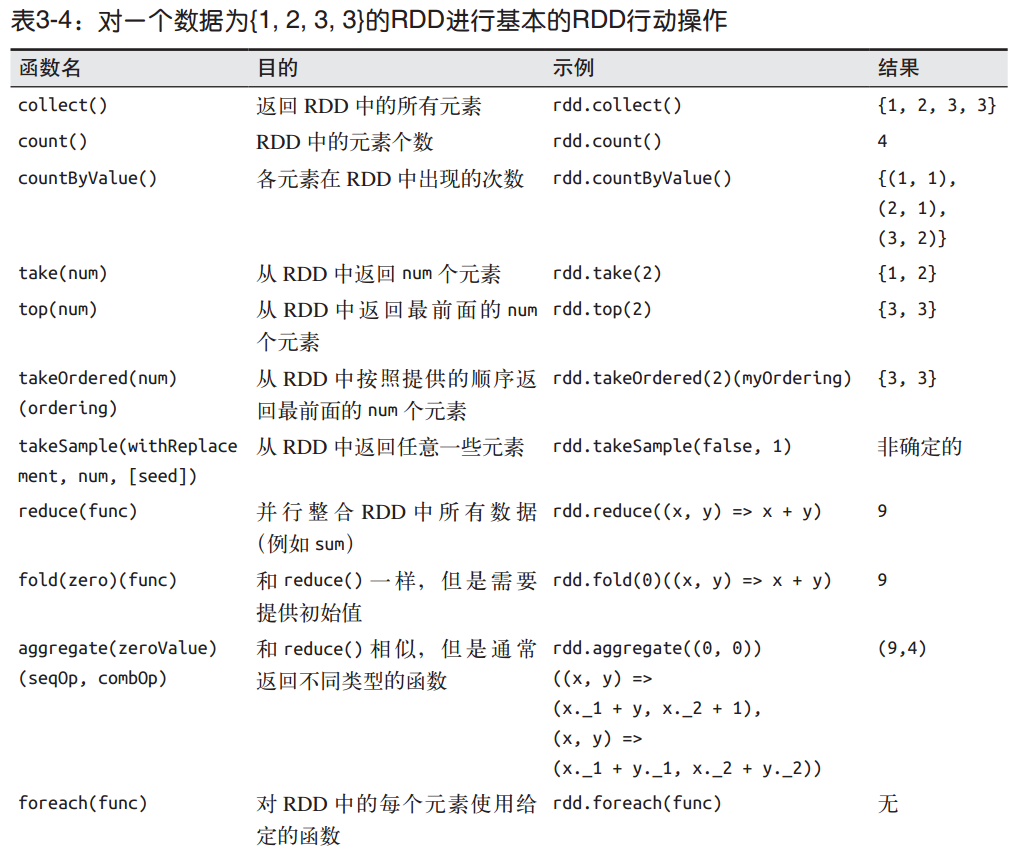 表3-4：对一个数据为{1, 2, 3, 3}的RDD进行基本的RDD行动操作
函数名 目的 示例 结果
collect() 返回 RDD 中的所有元素 rdd.collect() {1, 2, 3, 3}
count() RDD 中的元素个数 rdd.count() 4
countByValue() 各元素在 RDD 中出现的次数 rdd.countByValue() {(1, 1),
(2, 1),
(3, 2)}
take(num) 从 RDD 中返回 num 个元素 rdd.take(2) {1, 2}
top(num) 从 RDD 中返回最前面的 num rdd.top(2) {3, 3}
个元素
takeOrdered(num) 从 RDD 中按照提供的顺序返 rdd.takeOrdered(2)(myOrdering) {3, 3}
(ordering) 回最前面的 num 个元素
takeSample(withReplace 从 RDD 中返回任意一些元素 rdd.takeSample(false, 1) 非确定的
ment, num, [seed])
reduce(func) 并行整合 RDD 中所有数据 rdd.reduce((x, y) => x + y) 9
（例如 sum）
fold(zero)(func) 和 reduce() 一样，但是需要 rdd.fold(0)((x, y) => x + y) 9
提供初始值
aggregate(zeroValue) 和 reduce() 相似，但是通常 rdd.aggregate((0, 0)) (9,4)
(seqOp, combOp) 返回不同类型的函数 ((x, y) =>
(x._1 + y, x._2 + 1),
(x, y) =>
(x._1 + y._1, x._2 + y._2))
foreach(func) 对 RDD 中的每个元素使用给 rdd.foreach(func) 无
定的函数